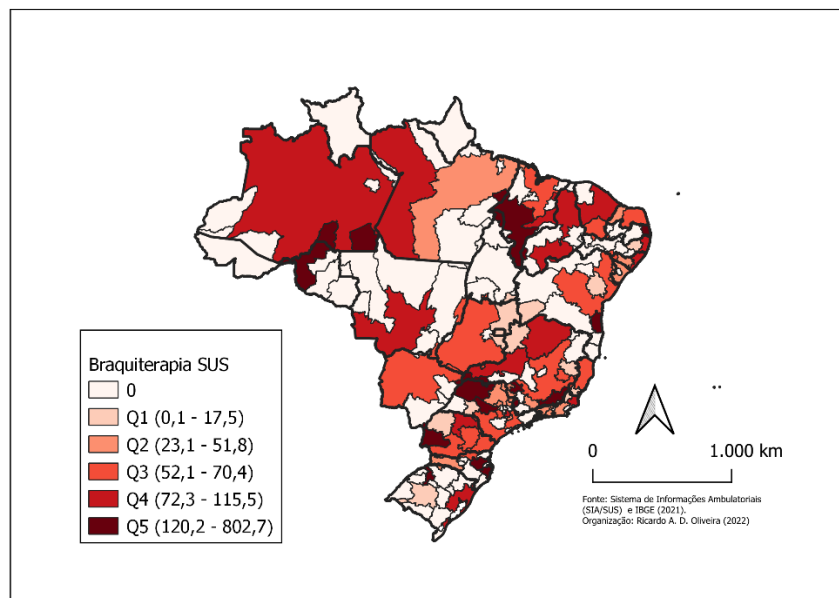 Braquiterapia SUS
0
Q1 (0,1 - 17,5)
Q2 (23,1 - 51,8)
Q3 (52,1 - 70,4)
Q4 (72,3 - 115,5)
Q5 (120,2 - 802,7)
0 1.000 km
Fonte: Sistema de Informações Ambulatoriais
(SIA/SUS) e IBGE (2021).
Organização: Ricardo A. D. Oliveira (2022)